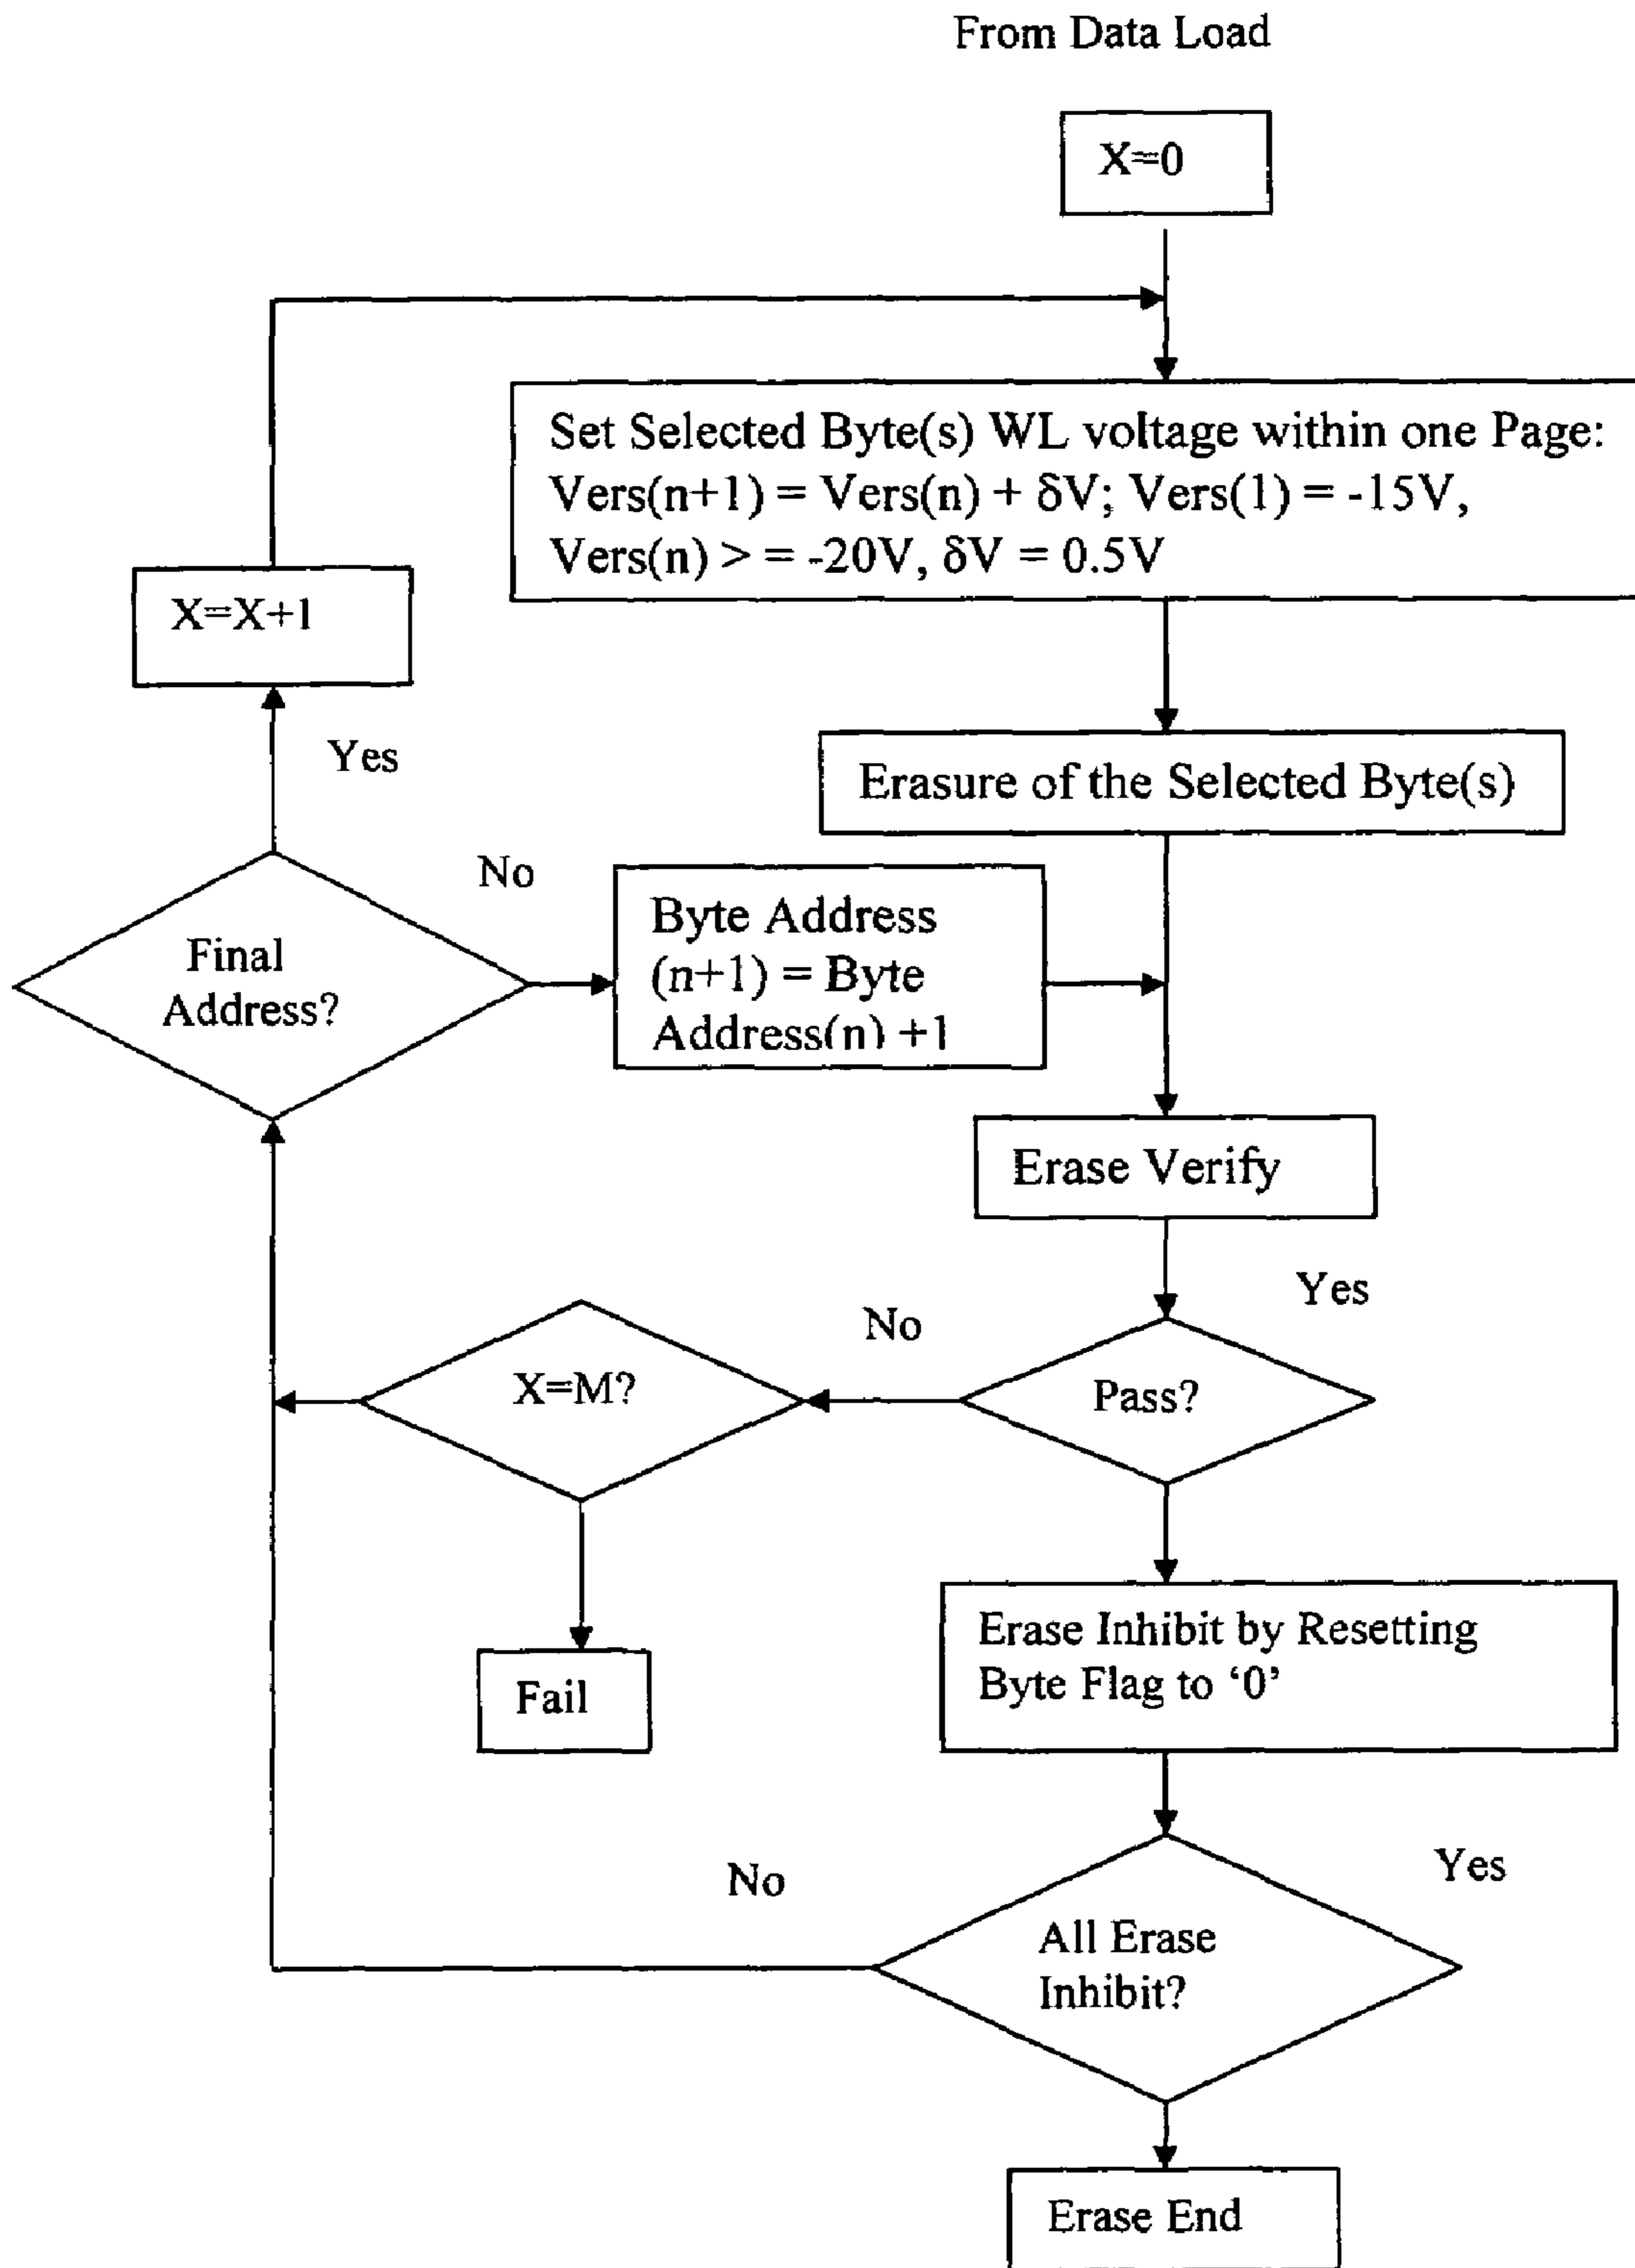 From Data Load
X=0
Set Selected Byte(s) WL voltage within one Page:
Vers(n+1) = Vers(n) + δV; Vers(1) = -15V,
Vers(n) > = -20V, δV = 0.5V
X=X+1
Yes
Erasure of the Selected Byte(s)
No
Byte Address
(n+1) = Byte
Address(n) +1
Final
Address?
Erase Verify
Yes
No
X=M?
Pass?
Erase Inhibit by Resetting
Byte Flag to ‘0’
Fail
No
Yes
All Erase
Inhibit?
Erase End